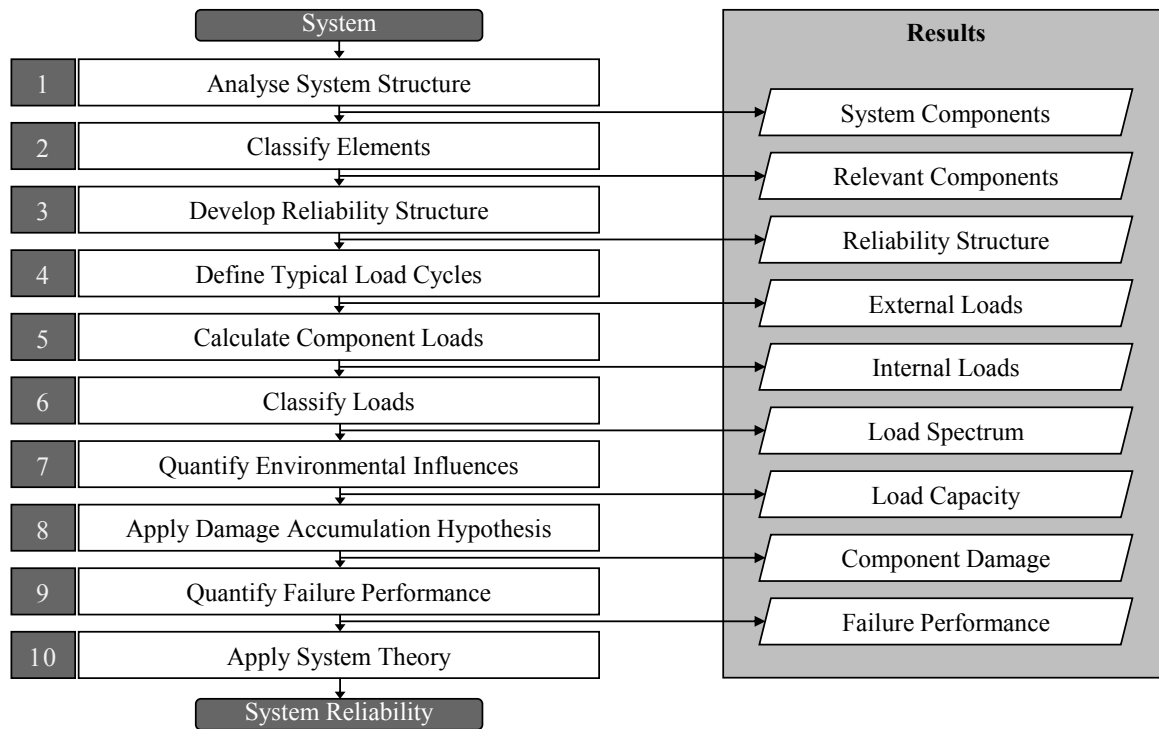 System
Results
1
Analyse System Structure
System Components
2
Classify Elements
Relevant Components
3
Develop Reliability Structure
Reliability Structure
4
Define Typical Load Cycles
External Loads
5
Calculate Component Loads
Internal Loads
6
Classify Loads
Load Spectrum
7
Quantify Environmental Influences
Load Capacity
8
Apply Damage Accumulation Hypothesis
Component Damage
9
Quantify Failure Performance
Failure Performance
10
Apply System Theory
System Reliability